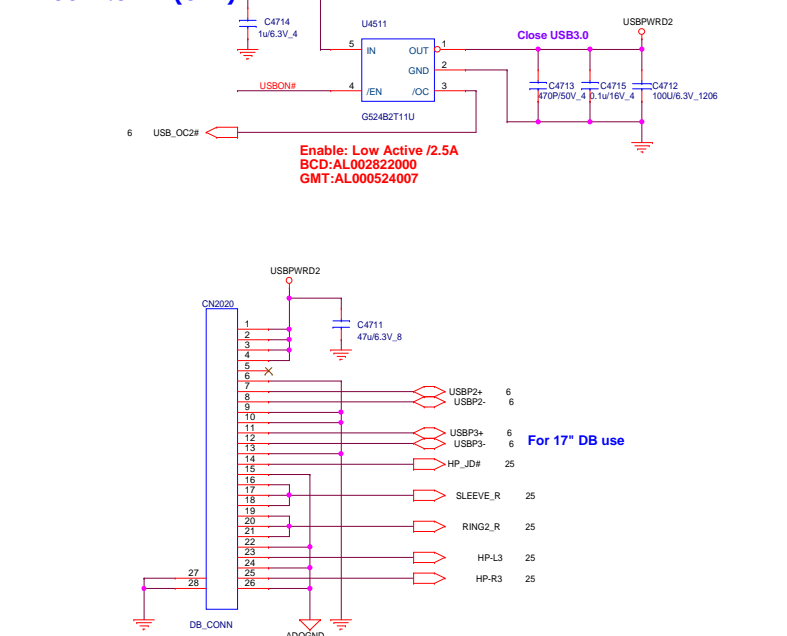 C4714
1u/6.3V_4
U4511
5 IN OUT 1
GND 2
USBON# 4 /EN /OC 3
G524B2T11U
Close USB3.0
USBPWRD2
C4713
470P/50V_4
C4715
0.1u/16V_4
C4712
100U/6.3V_1206
6 USB_OC2#
Enable: Low Active /2.5A
BCD:AL002822000
GMT:AL000524007
USBPWRD2
CN2020
C4711
47u/6.3V_8
1
2
3
4
5
6
7 USBP2+ 6
8 USBP2- 6
9
10
11 USBP3+ 6
12 USBP3- 6
For 17" DB use
13
14 HP_JD# 25
15
16
17 SLEEVE_R 25
18
19
20 RING2_R 25
21
22
23 HP-L3 25
24
27 25 HP-R3 25
28 26
DB_CONN
ADOGND